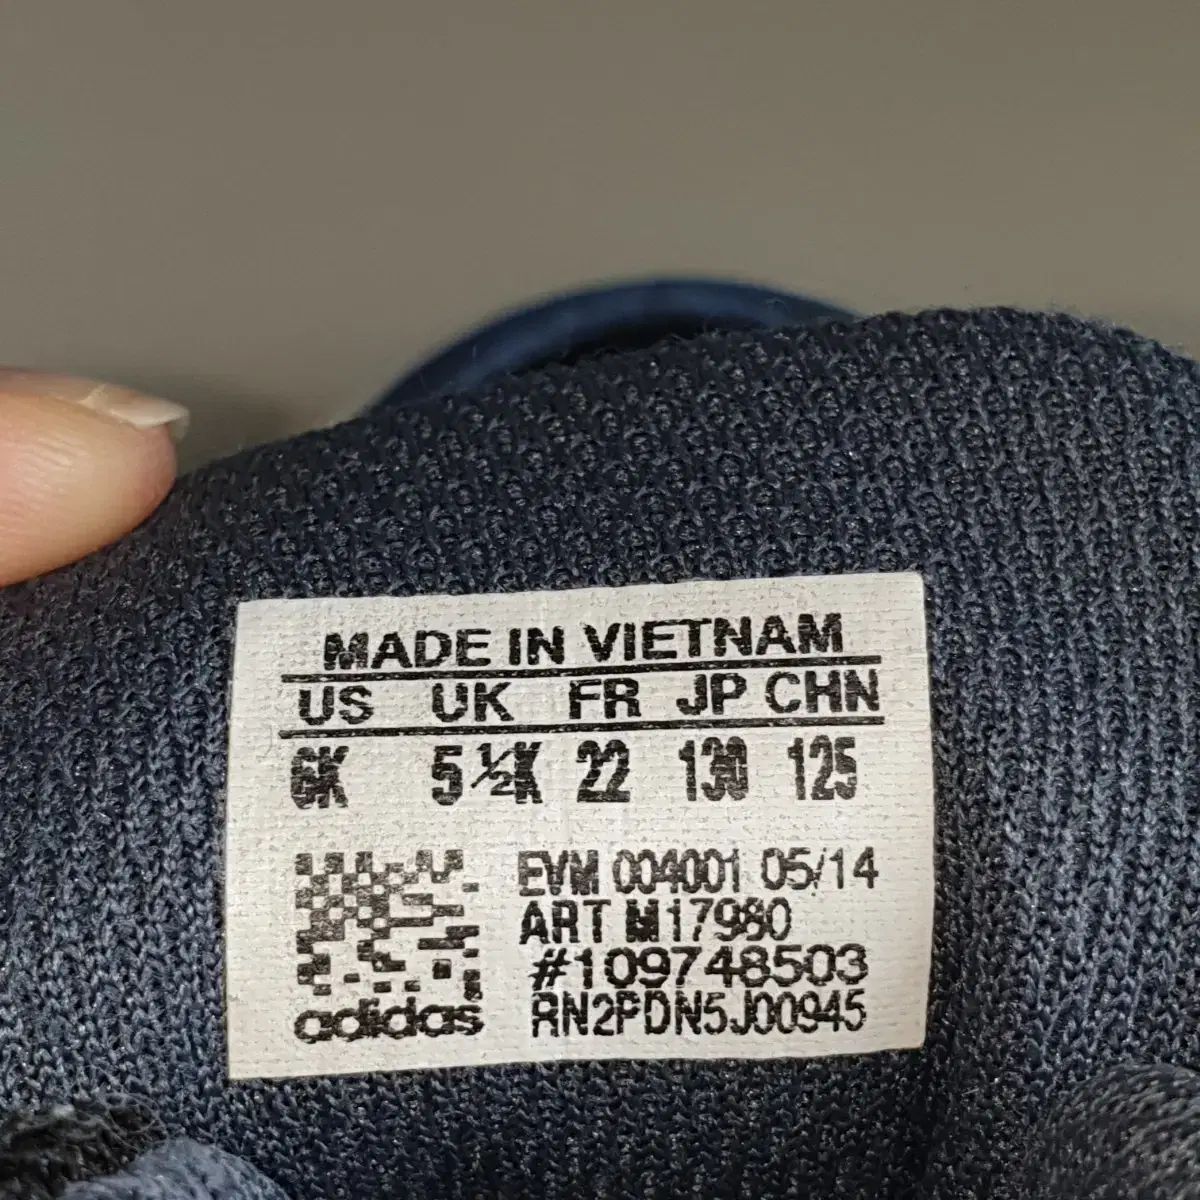 MADE IN VIETNAM
US UK FR JP CHN
6K 5½K 22 130 125
EVM 004001 05/14
ART M17980
#109748503
RN2PDN5J00945
adidas